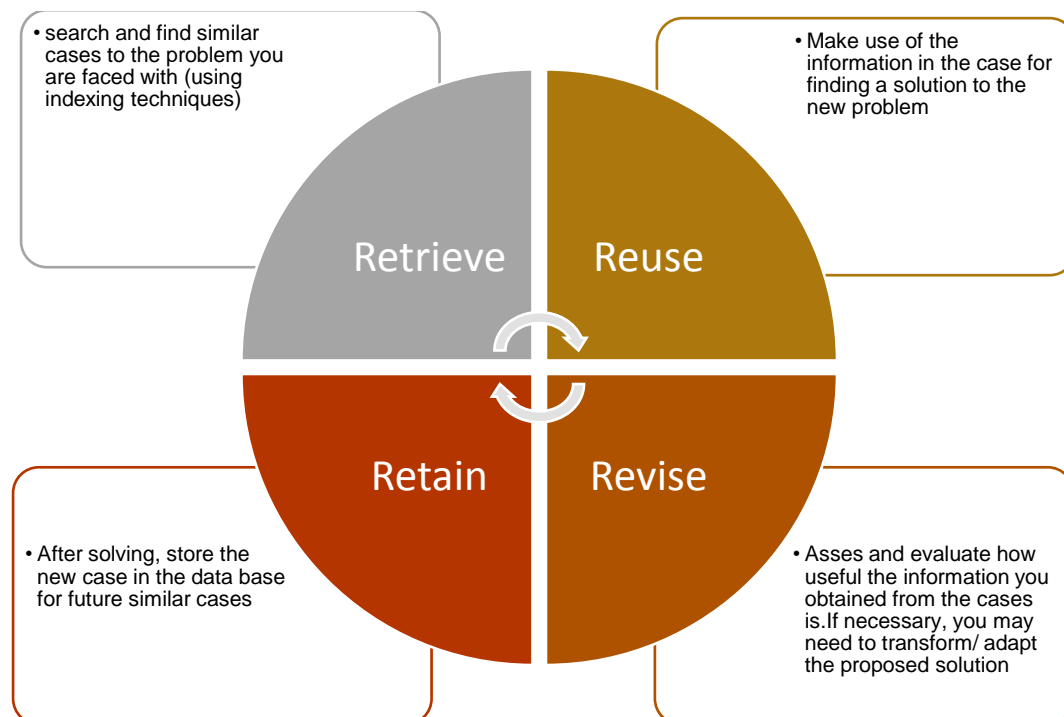 • search and find similar
cases to the problem you
are faced with (using
indexing techniques)
• Make use of the
information in the case for
finding a solution to the
new problem
Retrieve
Reuse
Retain
Revise
• After solving, store the
new case in the data base
for future similar cases
• Asses and evaluate how
useful the information you
obtained from the cases
is.If necessary, you may
need to transform/ adapt
the proposed solution